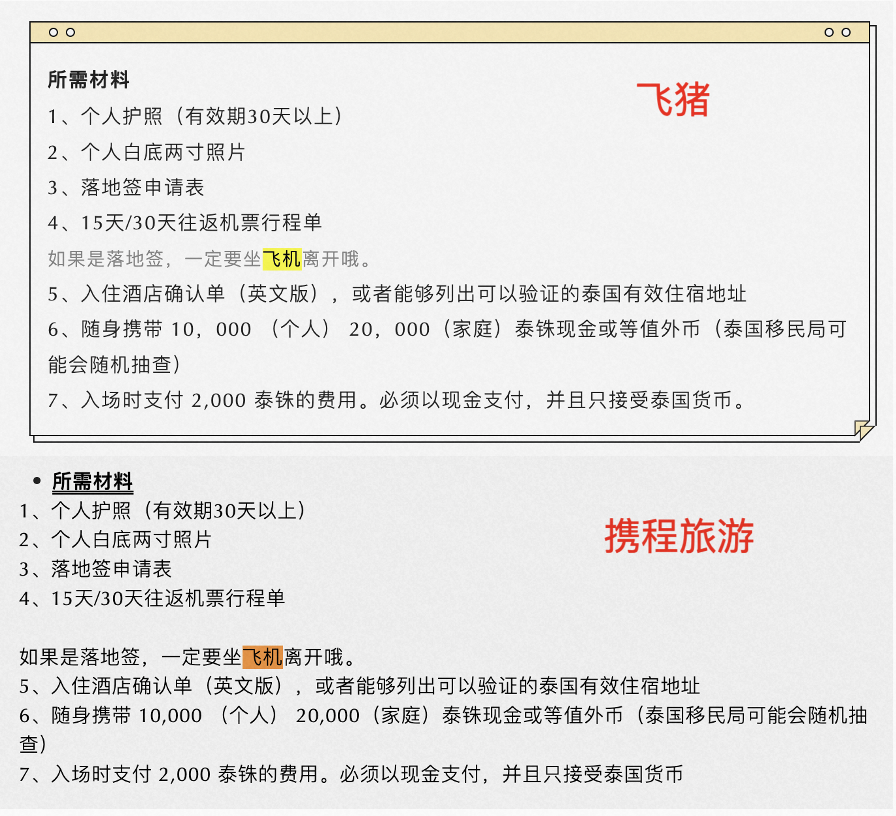 所需材料
飞猪
1、个人护照（有效期30天以上）
2、个人白底两寸照片
3、落地签申请表
4、15天/30天往返机票行程单
如果是落地签，一定要坐飞机离开哦。
5、入住酒店确认单（英文版），或者能够列出可以验证的泰国有效住宿地址
6、随身携带 10，000 （个人） 20，000（家庭）泰铢现金或等值外币（泰国移民局可
能会随机抽查）
7、入场时支付 2,000 泰铢的费用。必须以现金支付，并且只接受泰国货币。
• 所需材料
1、个人护照（有效期30天以上）
携程旅游
2、个人白底两寸照片
3、落地签申请表
4、15天/30天往返机票行程单
如果是落地签，一定要坐飞机离开哦。
5、入住酒店确认单（英文版），或者能够列出可以验证的泰国有效住宿地址
6、随身携带 10,000 （个人） 20,000（家庭）泰铢现金或等值外币（泰国移民局可能会随机抽
查）
7、入场时支付 2,000 泰铢的费用。必须以现金支付，并且只接受泰国货币